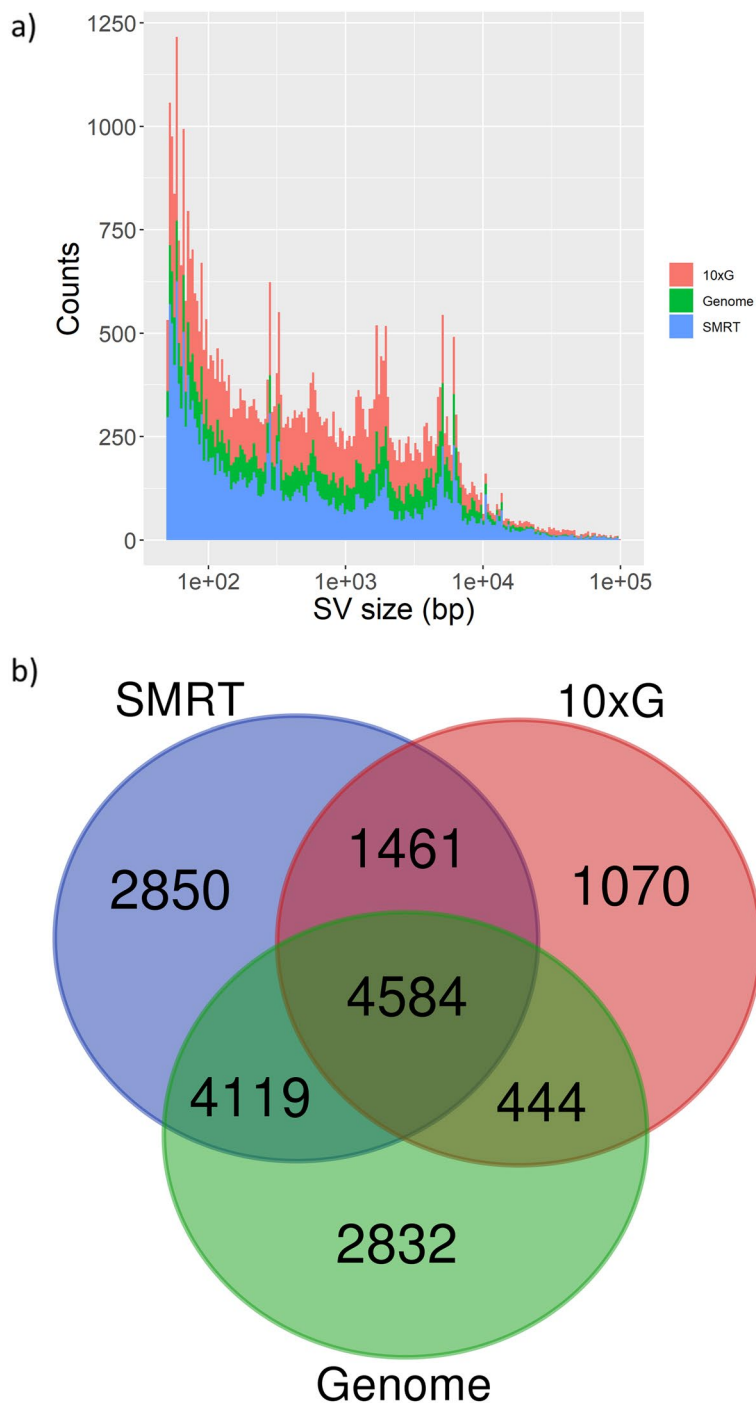 a)
1250
1000
750
500
250
0
Counts
1e+02 1e+03 1e+04 1e+05
SV size (bp)
10xG
Genome
SMRT
b)
SMRT 10xG
1461
2850 1070
4584
4119 444
2832
Genome